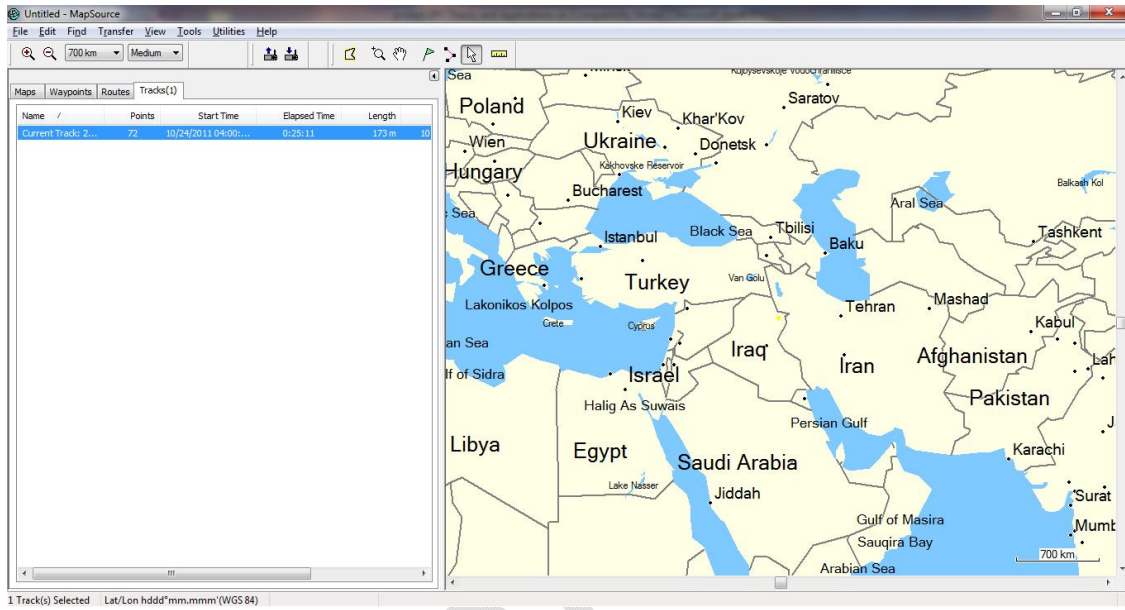 Untitled - MapSource
File Edit Find Transfer View Tools Utilities Help
700 km Medium
Maps Waypoints Routes Tracks(1)
Name / Points Start Time Elapsed Time Length
Current Track: 2... 72 10/24/2011 04:00:... 0:25:11 173 m 10
Sea
Saratov
Poland
Kiev
Khar'Kov
Wien
Ukraine
Donetsk
Hungary
Kakhovske Reservoir
Balkash Kol
Bucharest
Aral Sea
Sea
Black Sea
Tbilisi
Tashkent
Istanbul
Baku
Greece
Turkey
Van Golu
Lakonikos Kolpos
Tehran
Mashad
Crete
Cyprus
Kabul
an Sea
Iraq
Iran
Afghanistan
Lah
lf of Sidra
Israel
Pakistan
Halig As Suwais
Persian Gulf
J
Libya
Egypt
Saudi Arabia
Karachi
Lake Nasser
Jiddah
Surat
Gulf of Masira
Mumb
Sauqira Bay
700 km
Arabian Sea
1 Track(s) Selected Lat/Lon hddd°mm.mmm'(WGS 84)